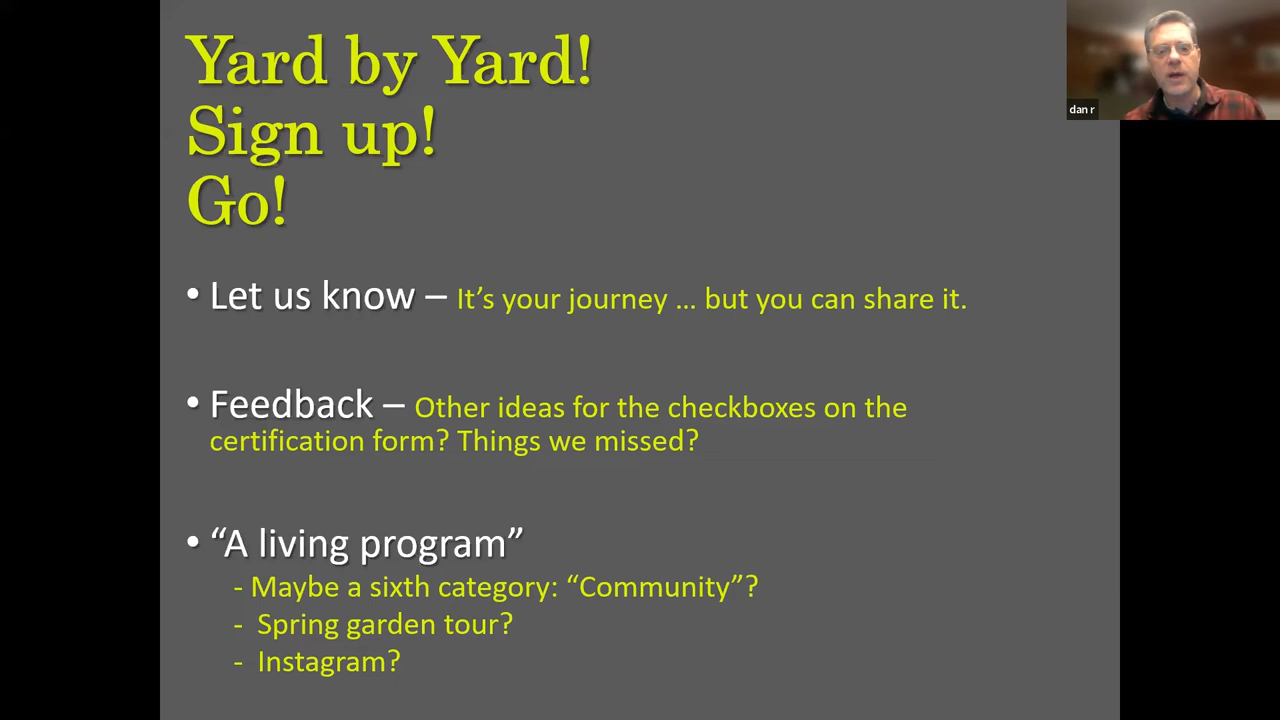 Yard by Yard!
Sign up!
Go!
dan r
• Let us know – It’s your journey … but you can share it.
• Feedback – Other ideas for the checkboxes on the
certification form? Things we missed?
• “A living program”
- Maybe a sixth category: “Community”?
- Spring garden tour?
- Instagram?